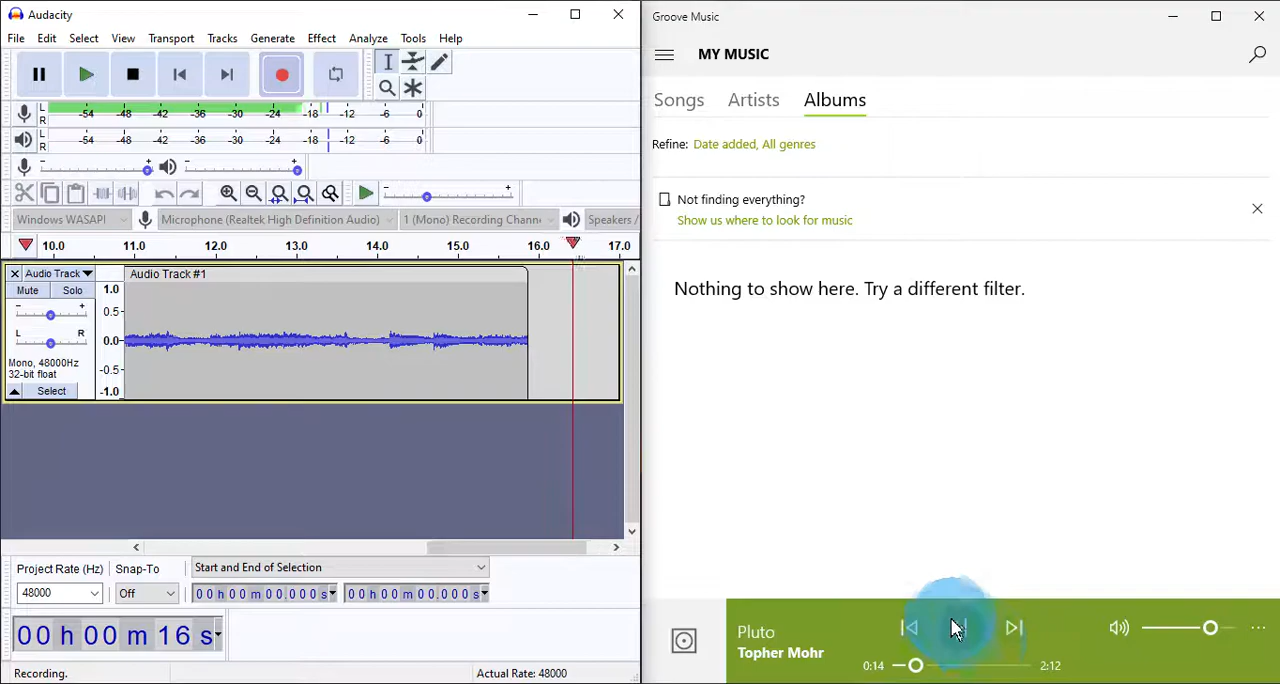 Audacity
File Edit Select View Transport Tracks Generate Effect Analyze Tools Help
L
R
-54 -48 -42 -36 -30 -24 -18 -12 -6 0
L
R
-54 -48 -42 -36 -30 -24 -18 -12 -6 0
- + - +
- +
Windows WASAPI Microphone (Realtek High Definition Audio) 1 (Mono) Recording Chann Speakers /
10.0 11.0 12.0 13.0 14.0 15.0 16.0 17.0
Audio Track Audio Track #1
Mute Solo
- +
L R
Mono, 48000Hz
32-bit float
Select
1.0
0.5
0.0
-0.5
-1.0
Project Rate (Hz) Snap-To Start and End of Selection
48000 Off 00 h 00 m 00.000 s 00 h 00 m 00.000 s
00 h 00 m 16 s
Recording. Actual Rate: 48000
Groove Music
MY MUSIC
Songs Artists Albums
Refine: Date added, All genres
Not finding everything?
Show us where to look for music
Nothing to show here. Try a different filter.
Pluto
Topher Mohr
0:14 2:12